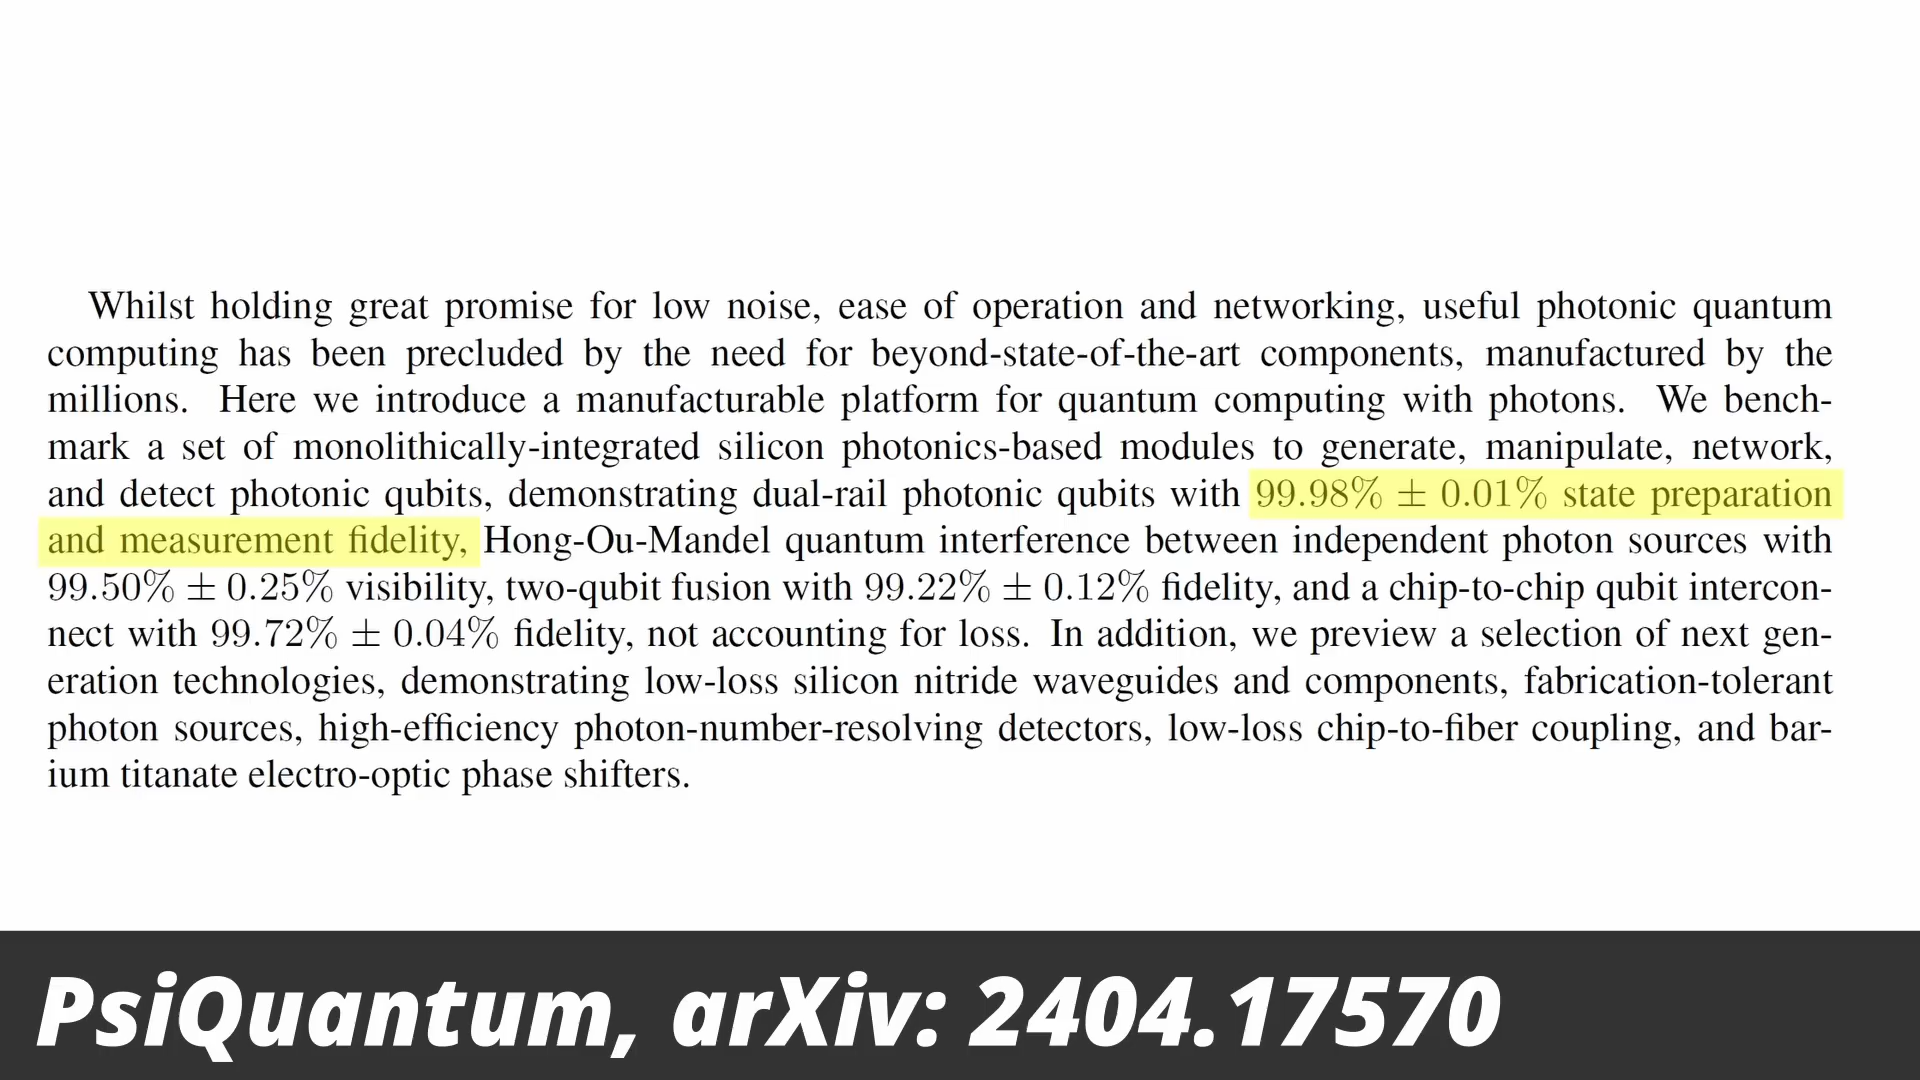 Whilst holding great promise for low noise, ease of operation and networking, useful photonic quantum
computing has been precluded by the need for beyond-state-of-the-art components, manufactured by the
millions. Here we introduce a manufacturable platform for quantum computing with photons. We bench-
mark a set of monolithically-integrated silicon photonics-based modules to generate, manipulate, network,
and detect photonic qubits, demonstrating dual-rail photonic qubits with 99.98% ± 0.01% state preparation
and measurement fidelity, Hong-Ou-Mandel quantum interference between independent photon sources with
99.50% ± 0.25% visibility, two-qubit fusion with 99.22% ± 0.12% fidelity, and a chip-to-chip qubit intercon-
nect with 99.72% ± 0.04% fidelity, not accounting for loss. In addition, we preview a selection of next gen-
eration technologies, demonstrating low-loss silicon nitride waveguides and components, fabrication-tolerant
photon sources, high-efficiency photon-number-resolving detectors, low-loss chip-to-fiber coupling, and bar-
ium titanate electro-optic phase shifters.
PsiQuantum, arXiv: 2404.17570